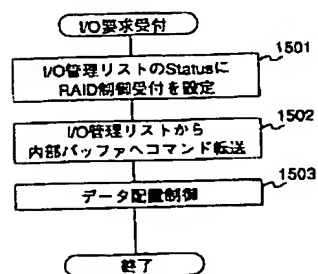 I/O要求受付
1501
I/O管理リストのStatusに
RAID制御受付を設定
1502
I/O管理リストから
内部バッファへコマンド転送
1503
データ配置制御
終了